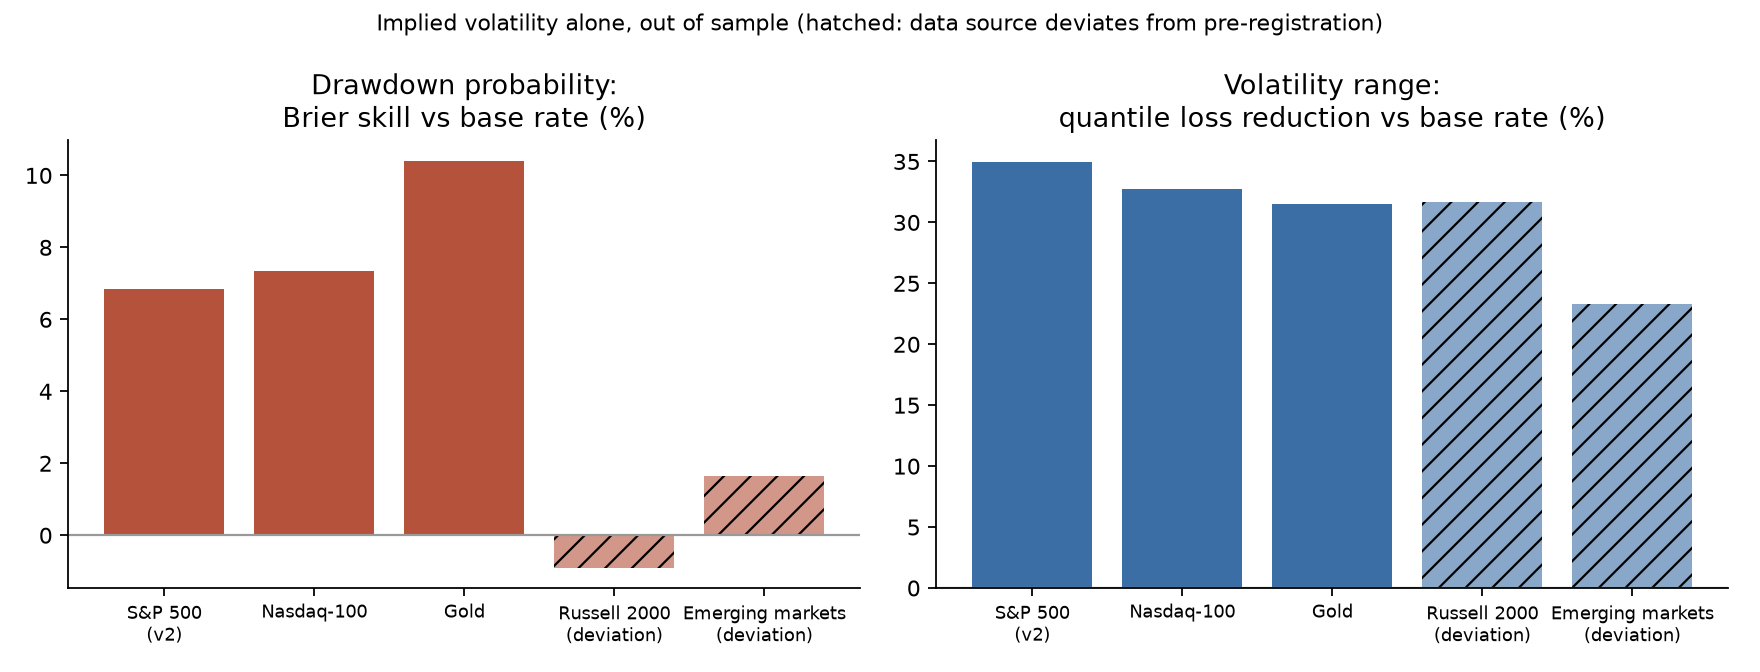 Implied volatility alone, out of sample (hatched: data source deviates from pre-registration)
Drawdown probability:
Brier skill vs base rate (%)
10
8
6
4
2
0
S&P 500
(v2)
Nasdaq-100
Gold
Russell 2000
(deviation)
Emerging markets
(deviation)
Volatility range:
quantile loss reduction vs base rate (%)
35
30
25
20
15
10
5
0
S&P 500
(v2)
Nasdaq-100
Gold
Russell 2000
(deviation)
Emerging markets
(deviation)